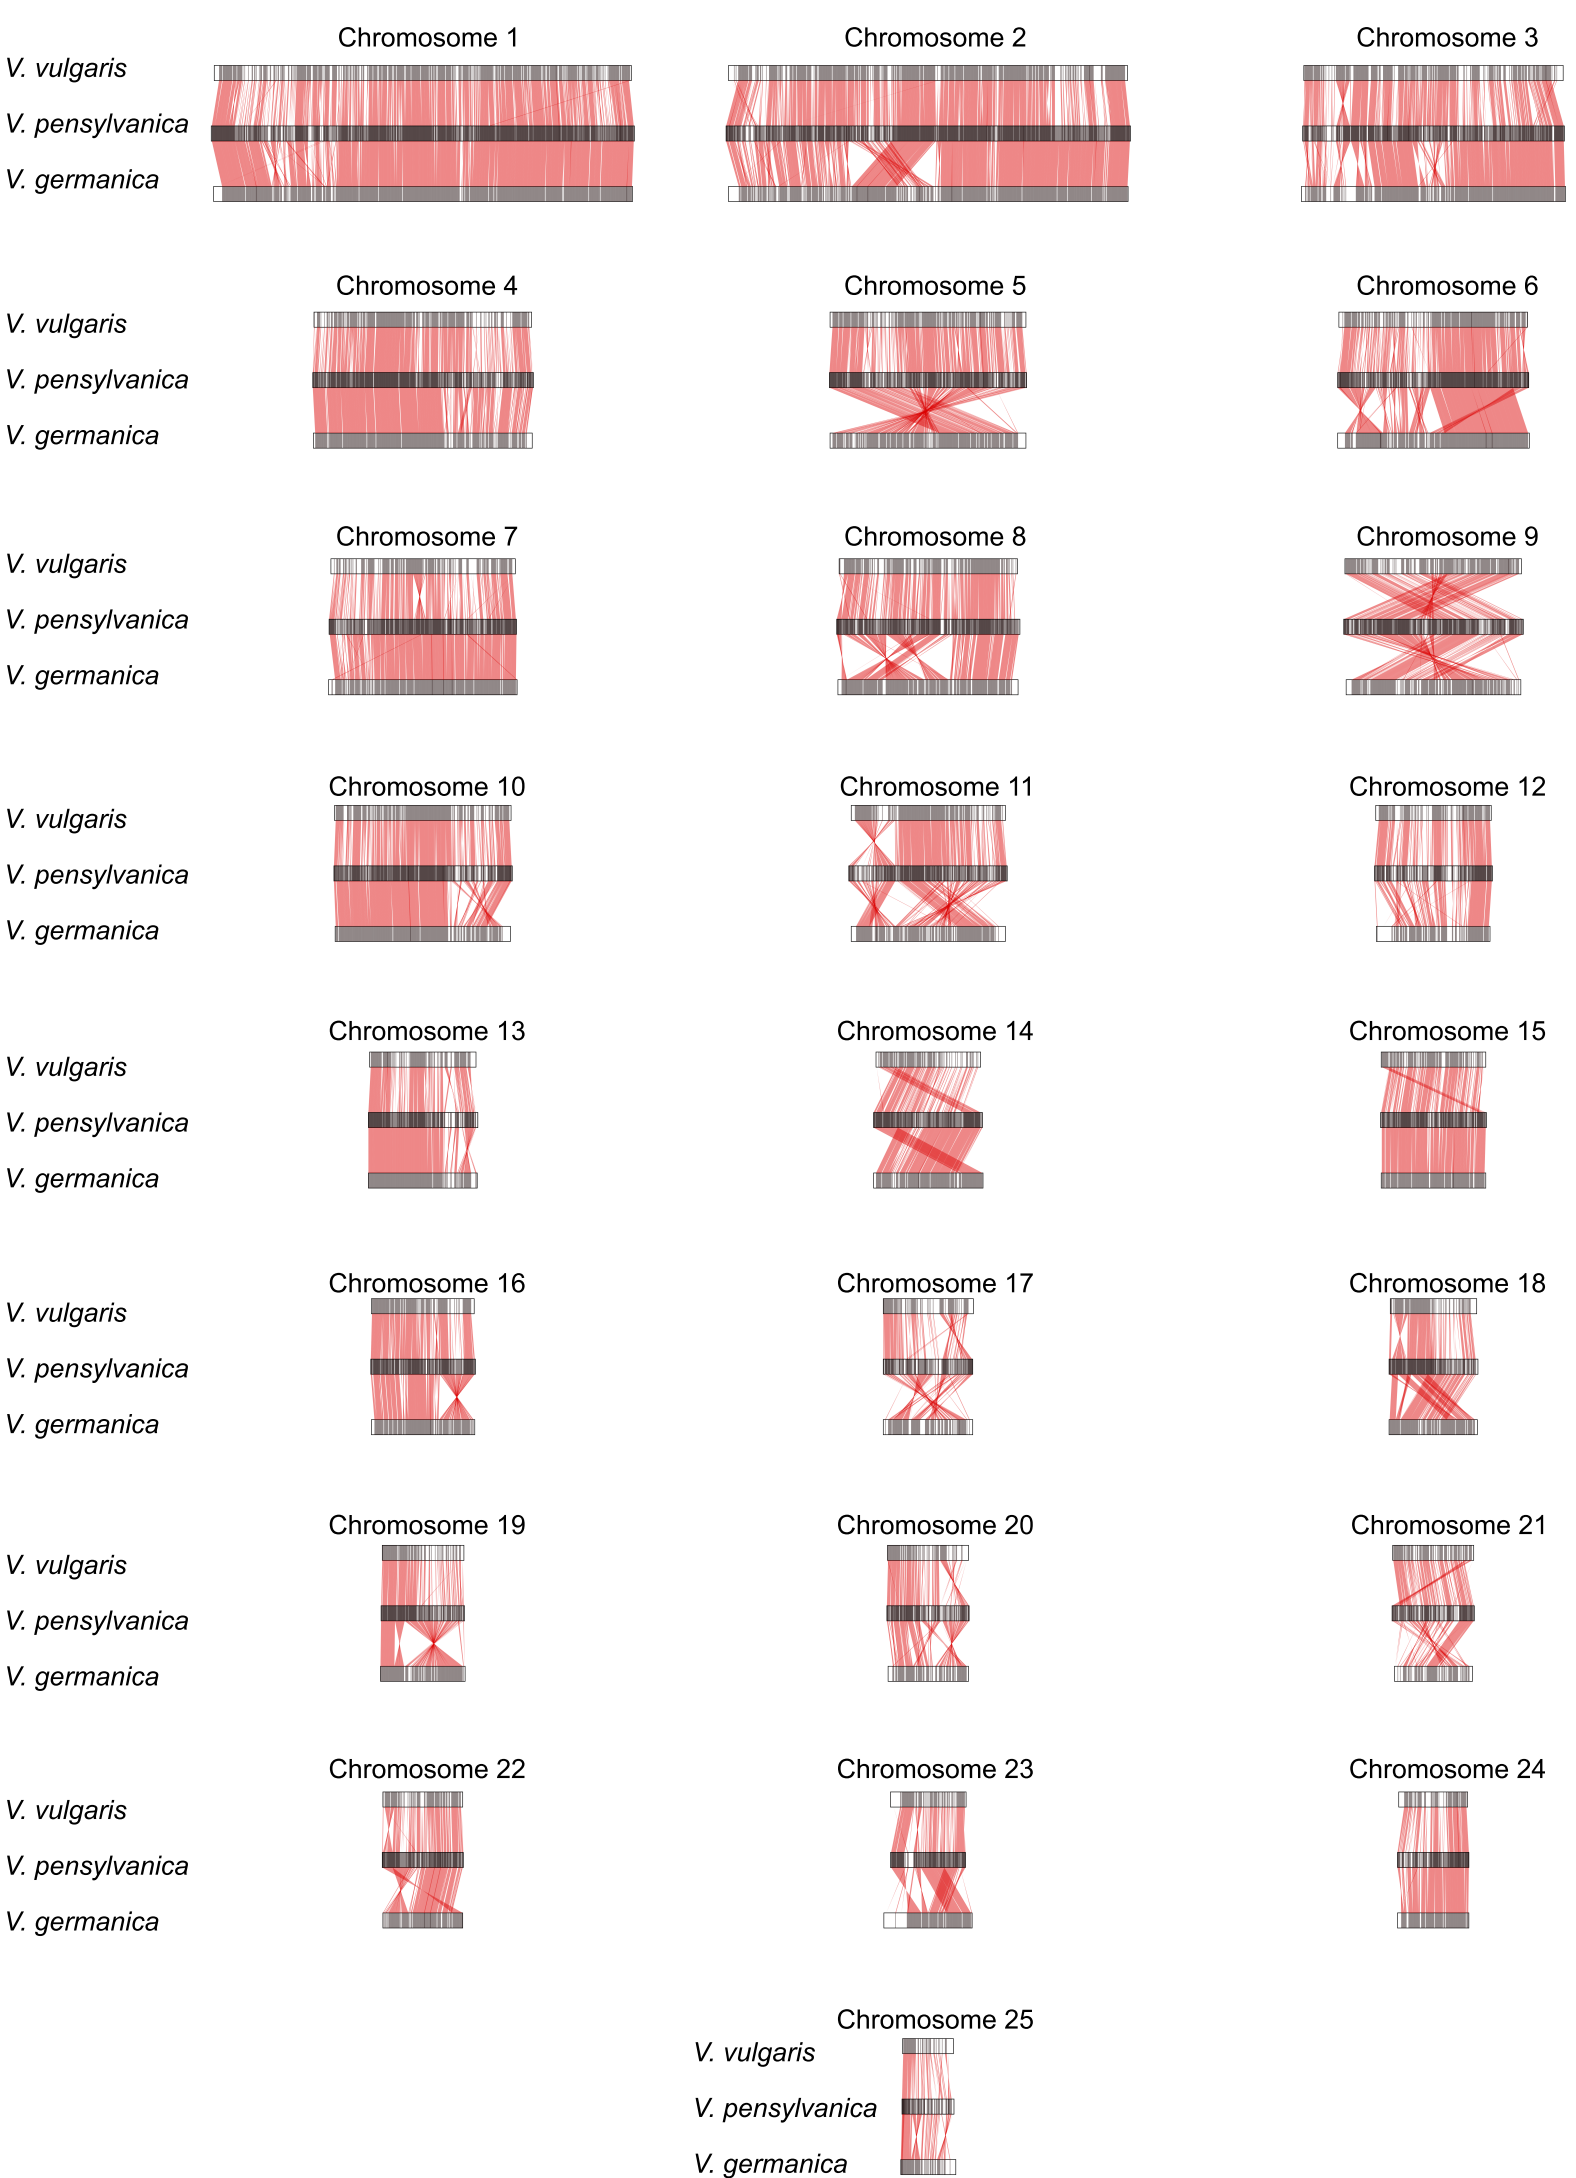 Chromosome 1 Chromosome 2 Chromosome 3
V. vulgaris
V. pensylvanica
V. germanica
Chromosome 4 Chromosome 5 Chromosome 6
V. vulgaris
V. pensylvanica
V. germanica
Chromosome 7 Chromosome 8 Chromosome 9
V. vulgaris
V. pensylvanica
V. germanica
Chromosome 10 Chromosome 11 Chromosome 12
V. vulgaris
V. pensylvanica
V. germanica
Chromosome 13 Chromosome 14 Chromosome 15
V. vulgaris
V. pensylvanica
V. germanica
Chromosome 16 Chromosome 17 Chromosome 18
V. vulgaris
V. pensylvanica
V. germanica
Chromosome 19 Chromosome 20 Chromosome 21
V. vulgaris
V. pensylvanica
V. germanica
Chromosome 22 Chromosome 23 Chromosome 24
V. vulgaris
V. pensylvanica
V. germanica
Chromosome 25
V. vulgaris
V. pensylvanica
V. germanica